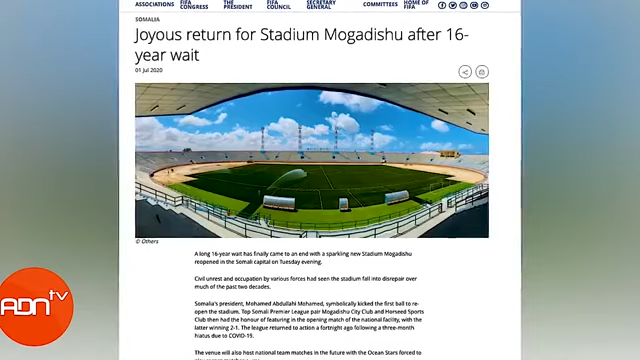 ASSOCIATIONS
FIFA CONGRESS
THE PRESIDENT
FIFA COUNCIL
SECRETARY GENERAL
COMMITTEES
HOME OF FIFA
SOMALIA
Joyous return for Stadium Mogadishu after 16-
year wait
01 Jul 2020
© Others
A long 16-year wait has finally came to an end with a sparkling new Stadium Mogadishu
reopened in the Somali capital on Tuesday evening.
Civil unrest and occupation by various forces had seen the stadium fall into disrepair over
much of the past two decades.
Somalia's president, Mohamed Abdullahi Mohamed, symbolically kicked the first ball to re-
open the stadium. Top Somali Premier League pair Mogadishu City Club and Horseed Sports
Club then had the honour of featuring in the opening match of the national facility, with the
latter winning 2-1. The league returned to action a fortnight ago following a three-month
hiatus due to COVID-19.
The venue will also host national team matches in the future with the Ocean Stars forced to
ADN tv